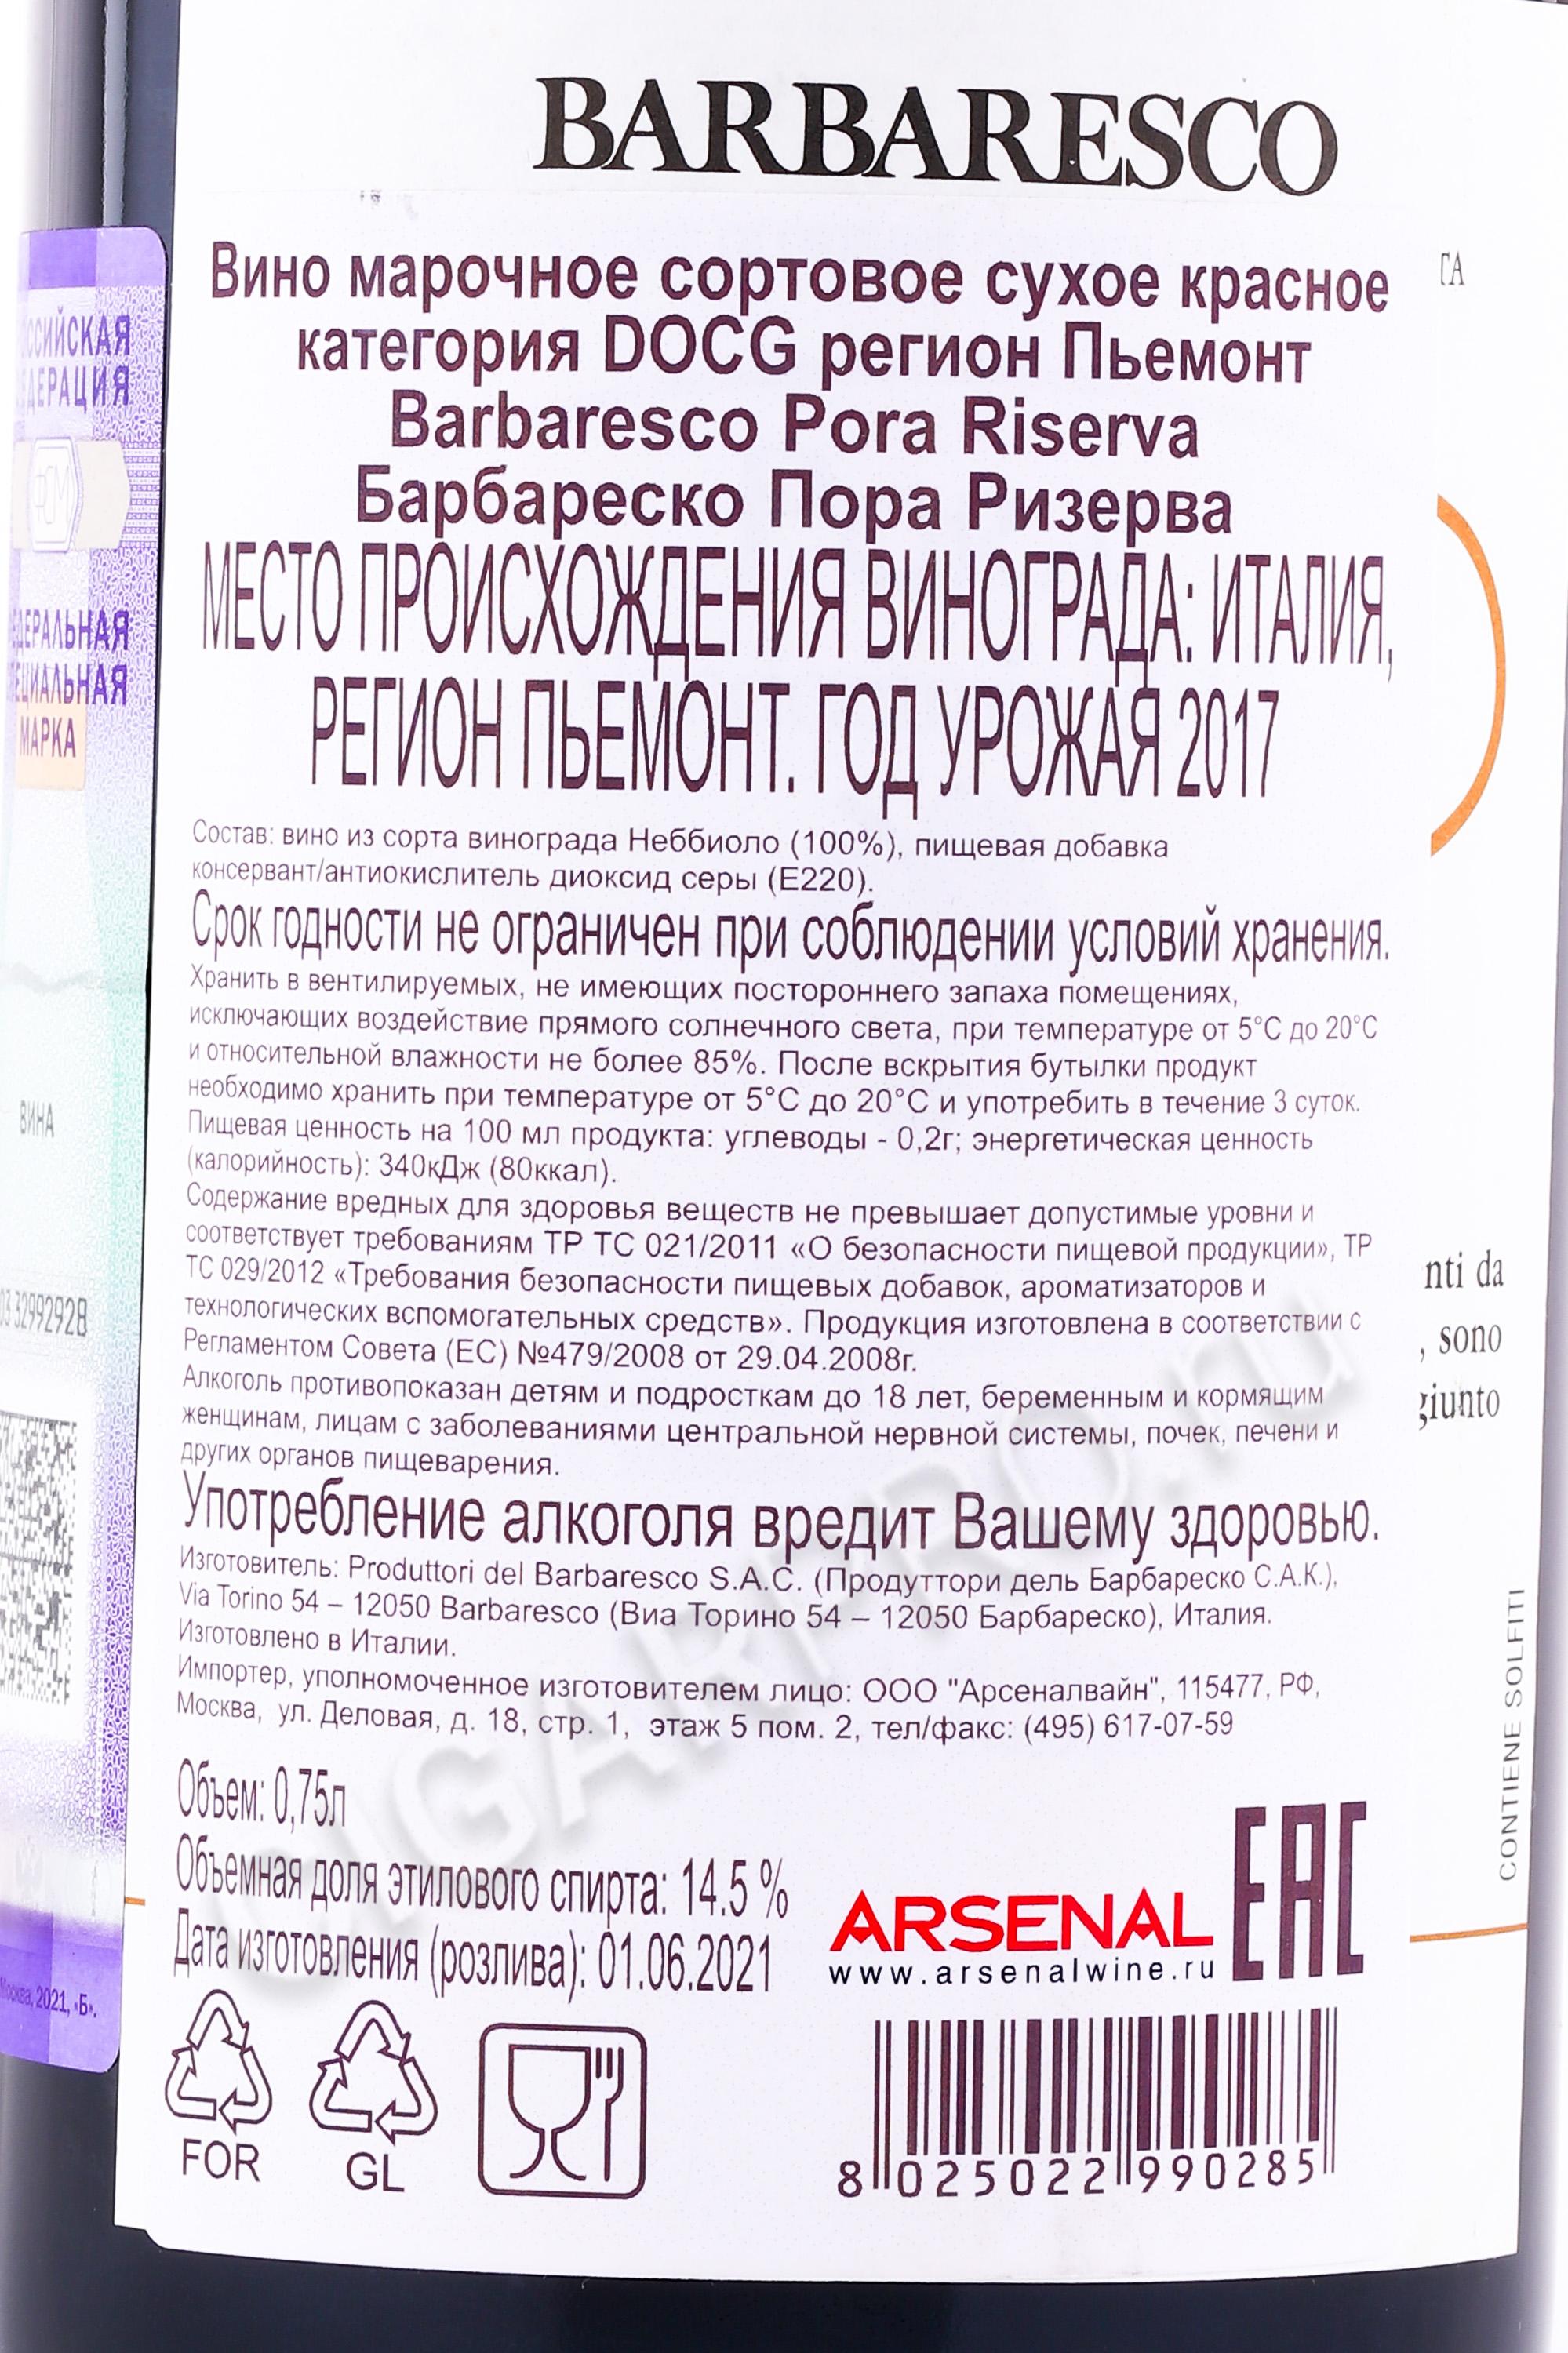 BARBARESCO
Вино марочное сортовое сухое красное
категория DOCG регион Пьемонт
Barbaresco Pora Riserva
Барбареско Пора Ризерва
МЕСТО ПРОИСХОЖДЕНИЯ ВИНОГРАДА: ИТАЛИЯ,
РЕГИОН ПЬЕМОНТ. ГОД УРОЖАЯ 2017
Состав: вино из сорта винограда Неббиоло (100%), пищевая добавка
консервант/антиокислитель диоксид серы (Е220).
Срок годности не ограничен при соблюдении условий хранения.
Хранить в вентилируемых, не имеющих постороннего запаха помещениях,
исключающих воздействие прямого солнечного света, при температуре от 5°С до 20°С
и относительной влажности не более 85%. После вскрытия бутылки продукт
необходимо хранить при температуре от 5°С до 20°С и употребить в течение 3 суток.
Пищевая ценность на 100 мл продукта: углеводы - 0,2г; энергетическая ценность
(калорийность): 340кДж (80ккал).
Содержание вредных для здоровья веществ не превышает допустимые уровни и
соответствует требованиям ТР ТС 021/2011 «О безопасности пищевой продукции», ТР
ТС 029/2012 «Требования безопасности пищевых добавок, ароматизаторов и
технологических вспомогательных средств». Продукция изготовлена в соответствии с
Регламентом Совета (ЕС) №479/2008 от 29.04.2008г.
Алкоголь противопоказан детям и подросткам до 18 лет, беременным и кормящим
женщинам, лицам с заболеваниями центральной нервной системы, почек, печени и
других органов пищеварения.
Употребление алкоголя вредит Вашему здоровью.
Изготовитель: Produttori del Barbaresco S.A.C. (Продуттори дель Барбареско С.А.К.),
Via Torino 54 – 12050 Barbaresco (Виа Торино 54 – 12050 Барбареско), Италия.
Изготовлено в Италии.
Импортер, уполномоченное изготовителем лицо: ООО "Арсеналвайн", 115477, РФ,
Москва, ул. Деловая, д. 18, стр. 1, этаж 5 пом. 2, тел/факс: (495) 617-07-59
Объем: 0,75л
Объемная доля этилового спирта: 14.5 %
Дата изготовления (розлива): 01.06.2021
ARSENAL
www.arsenalwine.ru
EAC
FOR
GL
8 025022 990285
nti da
, sono
giunto
CONTIENE SOLFITI
МАРКА
ВИНА
03 32992928
Москва, 2021, «Б».
CIGARPRO.ru